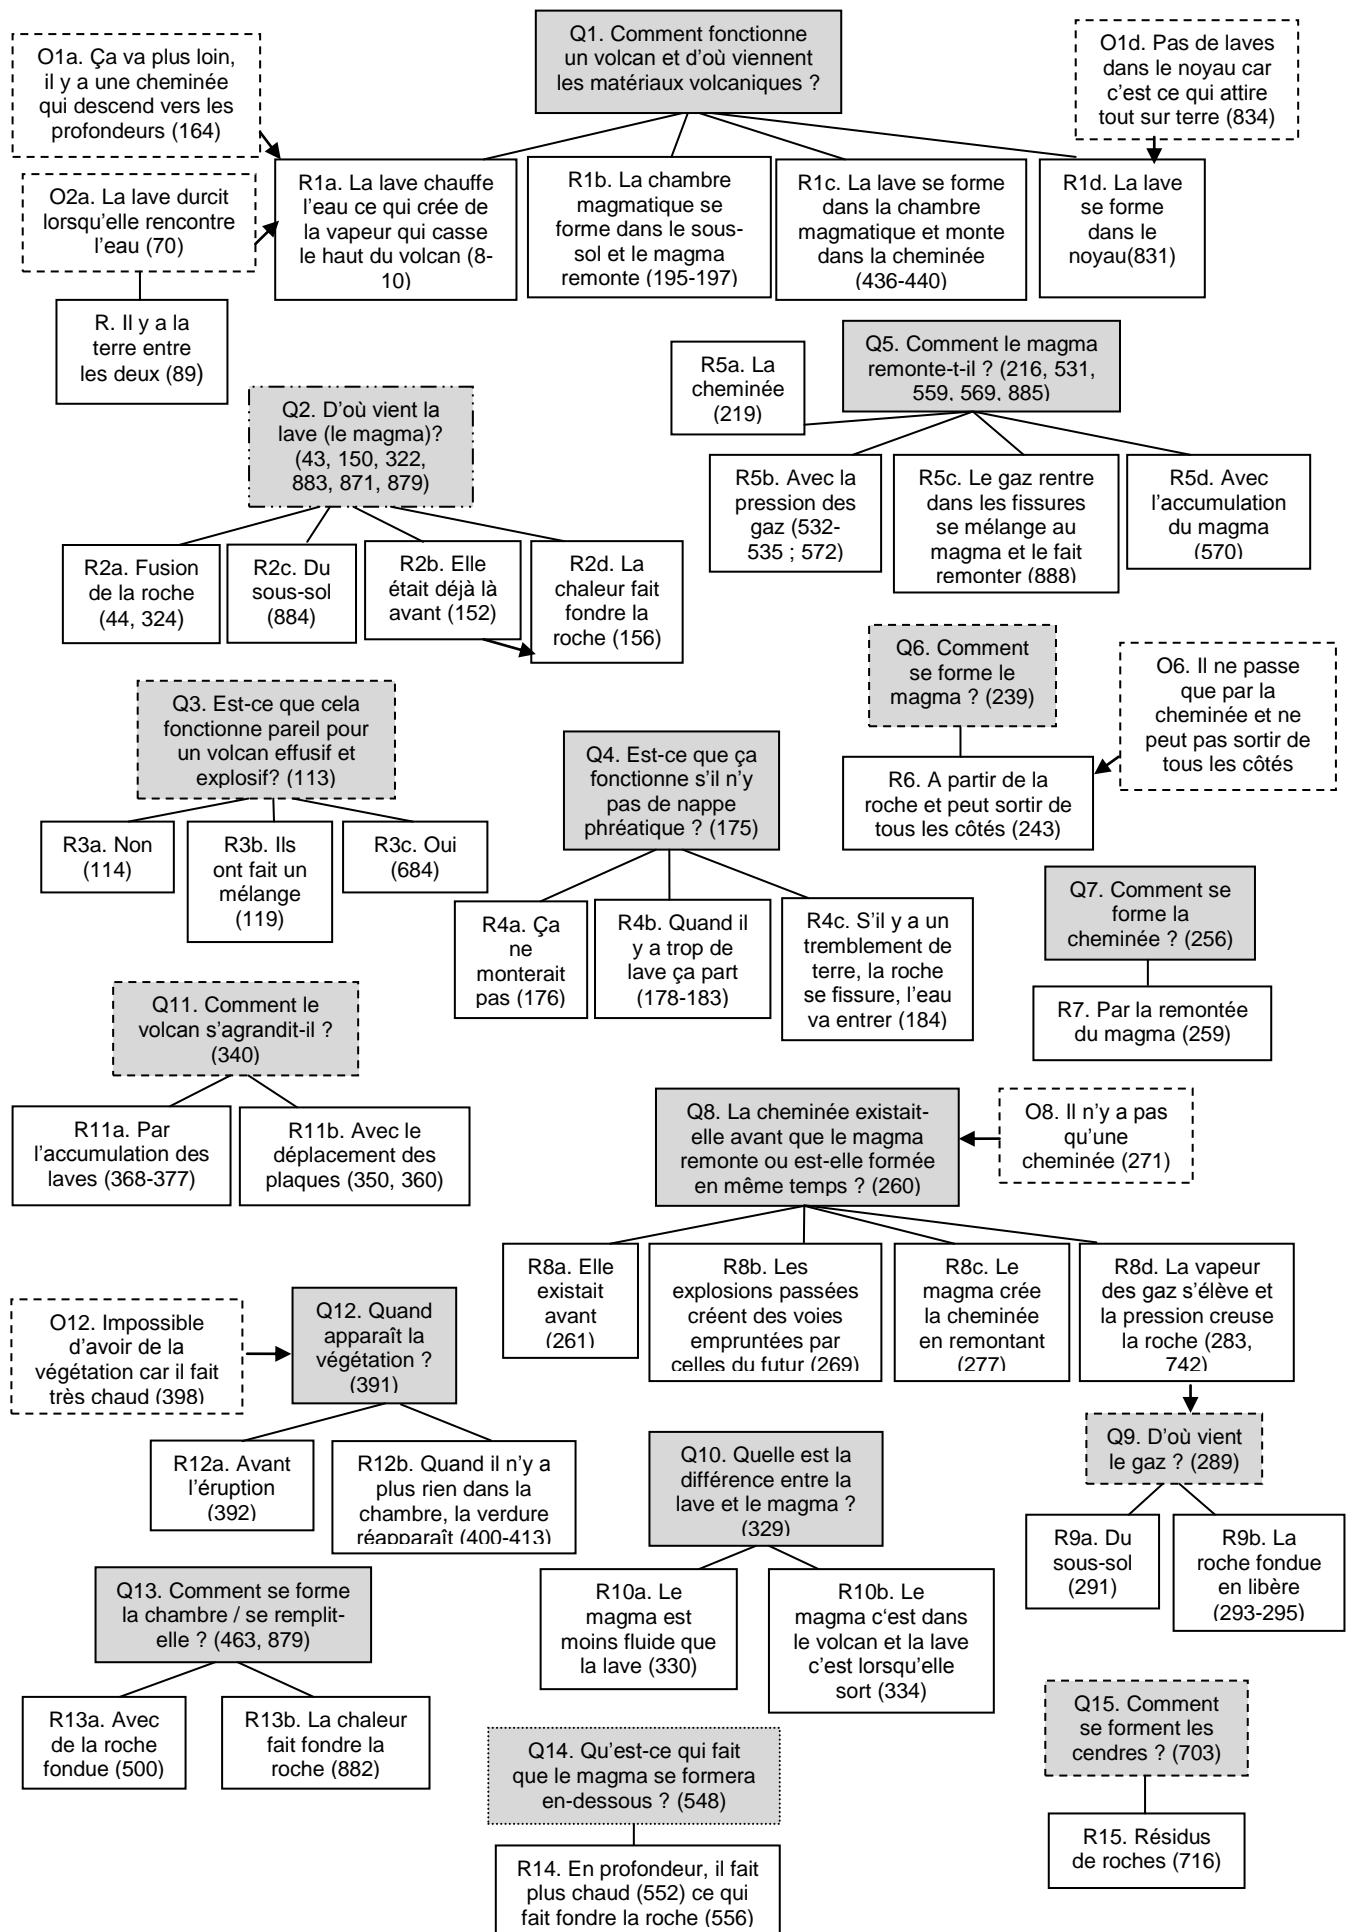 Q1. Comment fonctionne
un volcan et d'où viennent
les matériaux volcaniques ?
O1a. Ça va plus loin,
il y a une cheminée
qui descend vers les
profondeurs (164)
O1d. Pas de laves
dans le noyau car
c'est ce qui attire
tout sur terre (834)
O2a. La lave durcit
lorsqu'elle rencontre
l'eau (70)
R1a. La lave chauffe
l'eau ce qui crée de
la vapeur qui casse
le haut du volcan (8-
10)
R1b. La chambre
magmatique se
forme dans le sous-
sol et le magma
remonte (195-197)
R1c. La lave se forme
dans la chambre
magmatique et monte
dans la cheminée
(436-440)
R1d. La lave
se forme
dans le
noyau(831)
R. Il y a la
terre entre
les deux (89)
Q5. Comment le magma
remonte-t-il ? (216, 531,
559, 569, 885)
R5a. La
cheminée
(219)
Q2. D'où vient la
lave (le magma)?
(43, 150, 322,
883, 871, 879)
R5b. Avec la
pression des
gaz (532-
535 ; 572)
R5c. Le gaz rentre
dans les fissures
se mélange au
magma et le fait
remonter (888)
R5d. Avec
l'accumulation
du magma
(570)
R2a. Fusion
de la roche
(44, 324)
R2c. Du
sous-sol
(884)
R2b. Elle
était déjà là
avant (152)
R2d. La
chaleur fait
fondre la
roche (156)
Q6. Comment
se forme le
magma ? (239)
O6. Il ne passe
que par la
cheminée et ne
peut pas sortir de
tous les côtés
Q3. Est-ce que cela
fonctionne pareil pour
un volcan effusif et
explosif? (113)
Q4. Est-ce que ça
fonctionne s'il n'y
pas de nappe
phréatique ? (175)
R6. A partir de la
roche et peut sortir de
tous les côtés (243)
R3a. Non
(114)
R3b. Ils
ont fait un
mélange
(119)
R3c. Oui
(684)
Q7. Comment se
forme la
cheminée ? (256)
R4a. Ça
ne
monterait
pas (176)
R4b. Quand il
y a trop de
lave ça part
(178-183)
R4c. S'il y a un
tremblement de
terre, la roche
se fissure, l'eau
va entrer (184)
R7. Par la remontée
du magma (259)
Q11. Comment le
volcan s'agrandit-il ?
(340)
R11a. Par
l'accumulation des
laves (368-377)
R11b. Avec le
déplacement des
plaques (350, 360)
Q8. La cheminée existait-
elle avant que le magma
remonte ou est-elle formée
en même temps ? (260)
O8. Il n'y a pas
qu'une
cheminée (271)
R8a. Elle
existait
avant
(261)
R8b. Les
explosions passées
créent des voies
empruntées par
celles du futur (269)
R8c. Le
magma crée
la cheminée
en remontant
(277)
R8d. La vapeur
des gaz s'élève et
la pression creuse
la roche (283,
742)
O12. Impossible
d'avoir de la
végétation car il fait
très chaud (398)
Q12. Quand
apparaît la
végétation ?
(391)
R12a. Avant
l'éruption
(392)
R12b. Quand il n'y a
plus rien dans la
chambre, la verdure
réapparaît (400-413)
Q10. Quelle est la
différence entre la
lave et le magma ?
(329)
Q9. D'où vient
le gaz ? (289)
R9a. Du
sous-sol
(291)
R9b. La
roche fondue
en libère
(293-295)
Q13. Comment se forme
la chambre / se remplit-
elle ? (463, 879)
R10a. Le
magma est
moins fluide que
la lave (330)
R10b. Le
magma c'est dans
le volcan et la lave
c'est lorsqu'elle
sort (334)
R13a. Avec
de la roche
fondue (500)
R13b. La chaleur
fait fondre la
roche (882)
Q14. Qu'est-ce qui fait
que le magma se formera
en-dessous ? (548)
Q15. Comment
se forment les
cendres ? (703)
R14. En profondeur, il fait
plus chaud (552) ce qui
fait fondre la roche (556)
R15. Résidus
de roches (716)